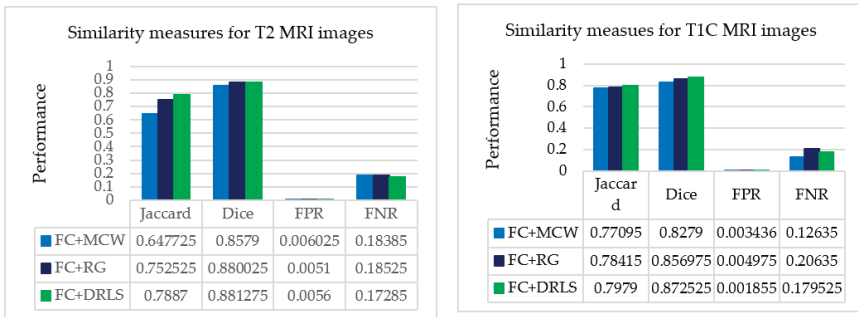 Similarity measures for T2 MRI images
Performance
0.9
0.8
0.7
0.6
0.5
0.4
0.3
0.2
0.1
0
Jaccard Dice FPR FNR
FC+MCW 0.647725 0.8579 0.006025 0.18385
FC+RG 0.752525 0.880025 0.0051 0.18525
FC+DRLS 0.7887 0.881275 0.0056 0.17285
Similarity measues for T1C MRI images
Performance
1
0.8
0.6
0.4
0.2
0
Jaccar
d Dice FPR FNR
FC+MCW 0.77095 0.8279 0.003436 0.12635
FC+RG 0.78415 0.856975 0.004975 0.20635
FC+DRLS 0.7979 0.872525 0.001855 0.179525